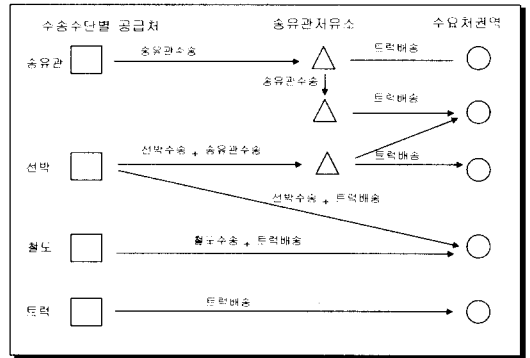 수송수단별 공급처 송유관저유소 수요처권역
송유관 송유관수송 트럭배송
송유관수송
트럭배송
선박 선박수송 + 송유관수송 트럭배송
선박수송 + 트럭배송
철도 철도수송 + 트럭배송
트럭 트럭배송